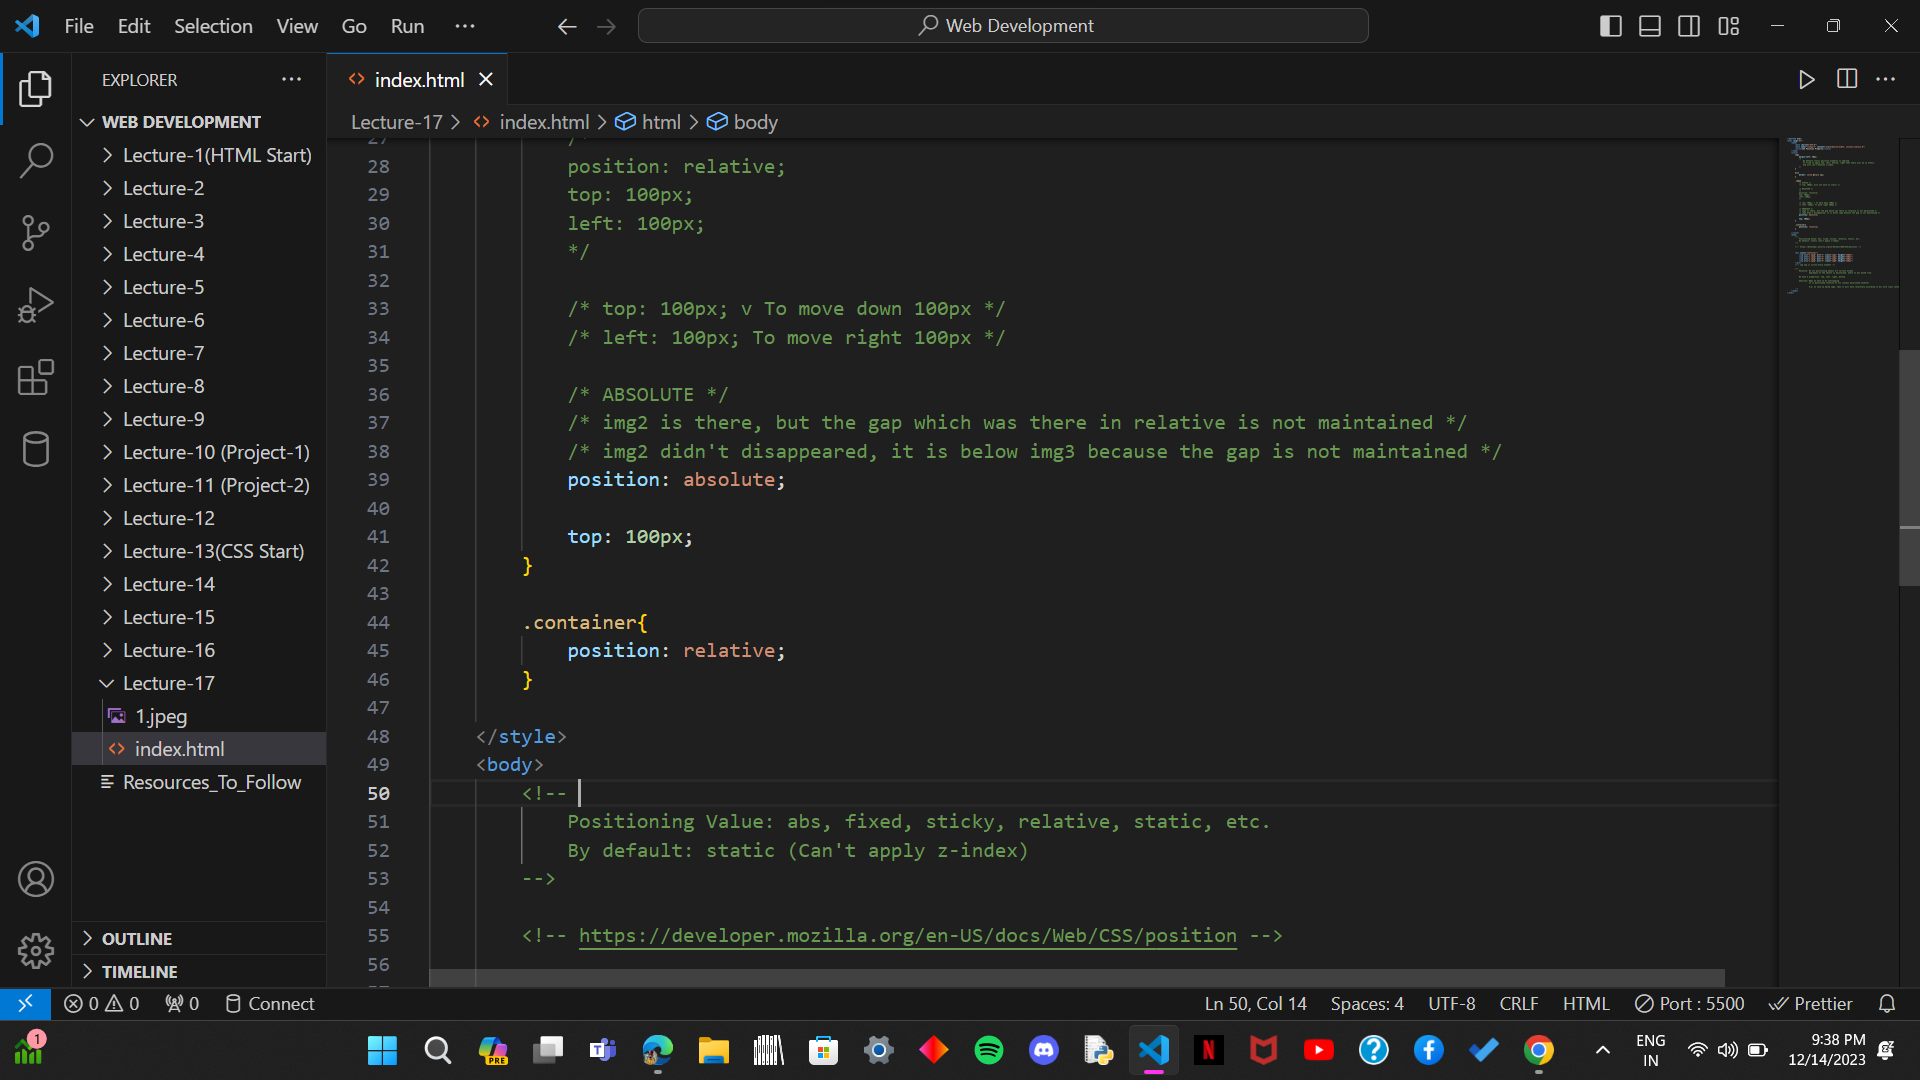 File Edit Selection View Go Run ··· Web Development
EXPLORER ···
index.html
WEB DEVELOPMENT
Lecture-1(HTML Start)
Lecture-2
Lecture-3
Lecture-4
Lecture-5
Lecture-6
Lecture-7
Lecture-8
Lecture-9
Lecture-10 (Project-1)
Lecture-11 (Project-2)
Lecture-12
Lecture-13(CSS Start)
Lecture-14
Lecture-15
Lecture-16
Lecture-17
1.jpeg
index.html
Resources_To_Follow
OUTLINE
TIMELINE
Lecture-17 > index.html > html > body
27 /*
28 position: relative;
29 top: 100px;
30 left: 100px;
31 */
32
33 /* top: 100px; v To move down 100px */
34 /* left: 100px; To move right 100px */
35
36 /* ABSOLUTE */
37 /* img2 is there, but the gap which was there in relative is not maintained */
38 /* img2 didn't disappeared, it is below img3 because the gap is not maintained */
39 position: absolute;
40
41 top: 100px;
42 }
43
44 .container{
45 position: relative;
46 }
47
48 </style>
49 <body>
50 <!--
51 Positioning Value: abs, fixed, sticky, relative, static, etc.
52 By default: static (Can't apply z-index)
53 -->
54
55 <!-- https://developer.mozilla.org/en-US/docs/Web/CSS/position -->
56
0 0 0 Connect Ln 50, Col 14 Spaces: 4 UTF-8 CRLF HTML Port : 5500 Prettier
1
PRE
N
ENG
IN
9:38 PM
12/14/2023